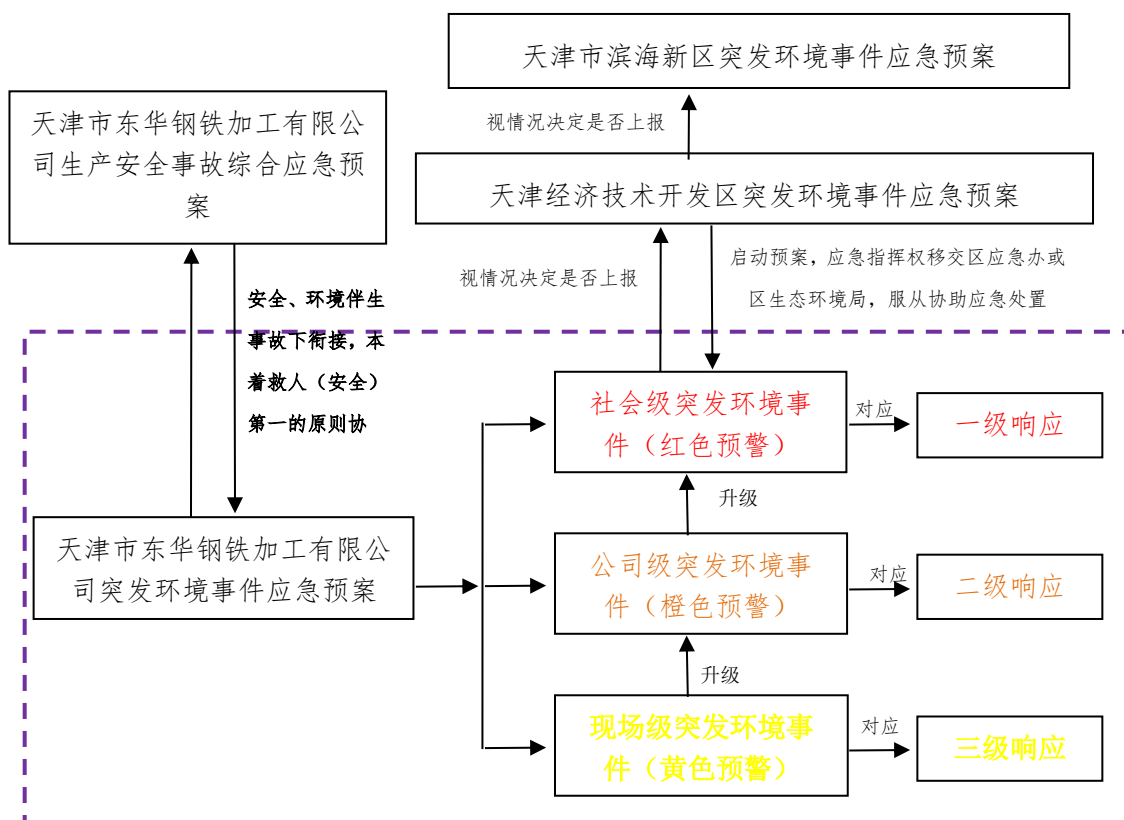 天津市滨海新区突发环境事件应急预案
视情况决定是否上报
天津市东华钢铁加工有限公
司生产安全事故综合应急预
案
天津经济技术开发区突发环境事件应急预案
视情况决定是否上报
启动预案，应急指挥权移交区应急办或
区生态环境局，服从协助应急处置
安全、环境伴生
事故下衔接，本
着救人（安全）
第一的原则协
社会级突发环境事
件（红色预警）
对应
一级响应
升级
天津市东华钢铁加工有限公
司突发环境事件应急预案
公司级突发环境事
件（橙色预警）
对应
二级响应
升级
现场级突发环境事
件（黄色预警）
对应
三级响应